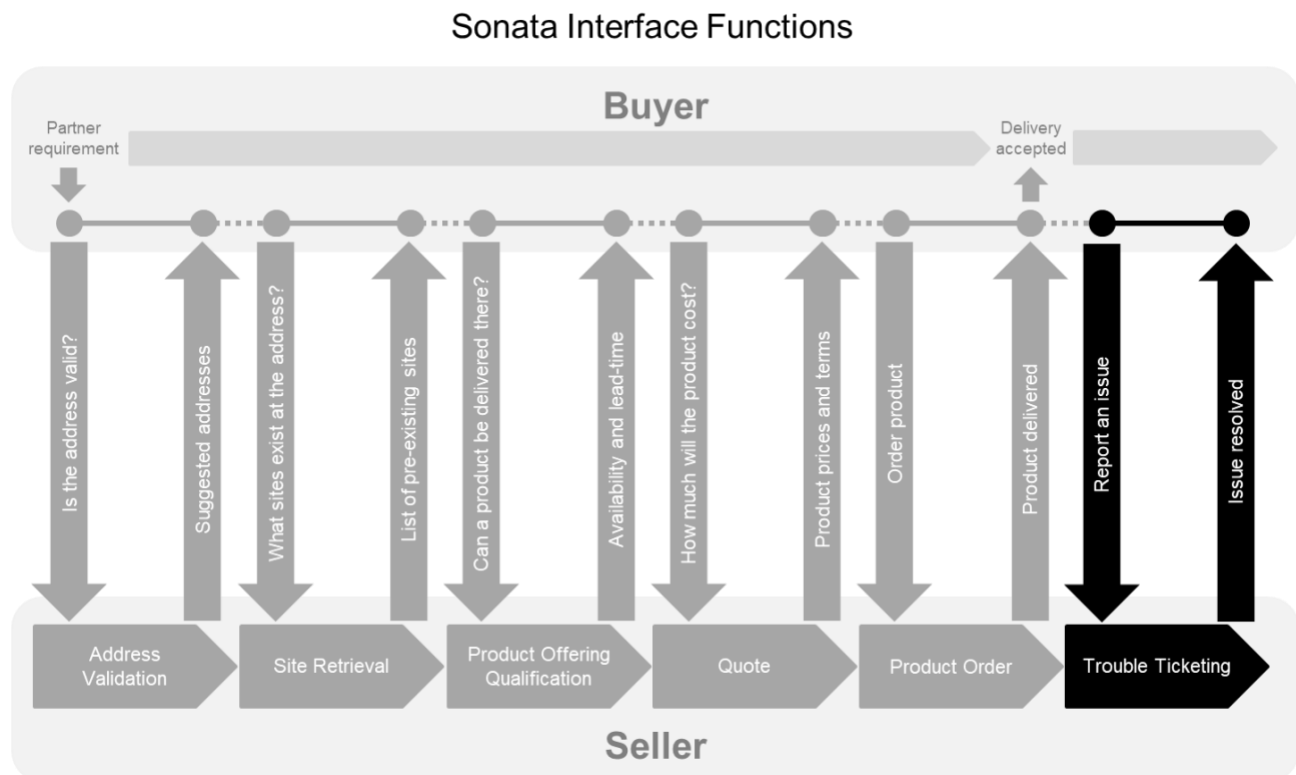 Sonata Interface Functions
Buyer
Partner
requirement
Delivery
accepted
Is the address valid?
Suggested addresses
What sites exist at the address?
List of pre-existing sites
Can a product be delivered there?
Availability and lead-time
How much will the product cost?
Product prices and terms
Order product
Product delivered
Report an issue
Issue resolved
Address
Validation
Site Retrieval
Product Offering
Qualification
Quote
Product Order
Trouble Ticketing
Seller